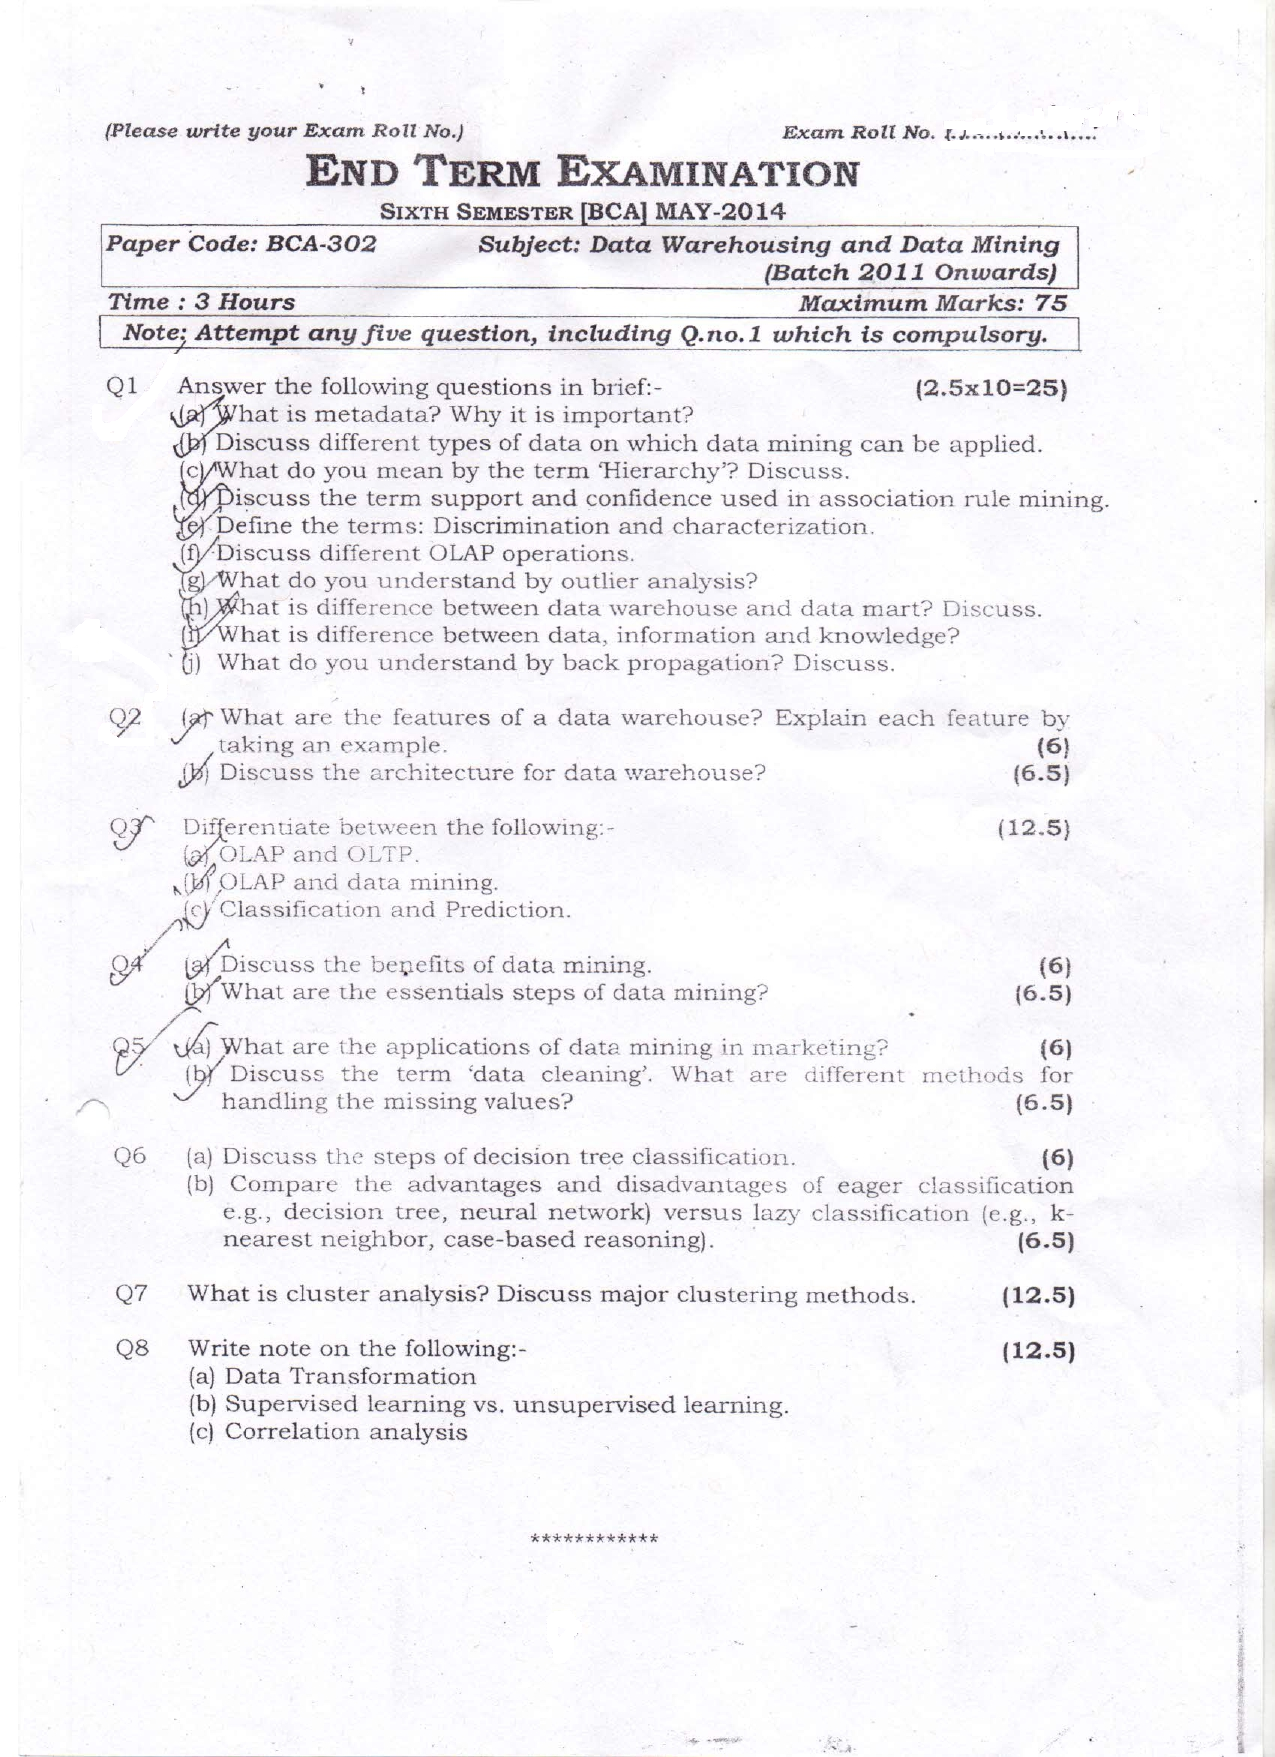 (Please write your Exam Roll No.) Exam Roll No. ....................
END TERM EXAMINATION
SIXTH SEMESTER [BCA] MAY-2014
Paper Code: BCA-302 Subject: Data Warehousing and Data Mining
(Batch 2011 Onwards)
Time : 3 Hours Maximum Marks: 75
Note: Attempt any five question, including Q.no.1 which is compulsory.
Q1 Answer the following questions in brief:- (2.5x10=25)
(a) What is metadata? Why it is important?
(b) Discuss different types of data on which data mining can be applied.
(c) What do you mean by the term 'Hierarchy'? Discuss.
(d) Discuss the term support and confidence used in association rule mining.
(e) Define the terms: Discrimination and characterization.
(f) Discuss different OLAP operations.
(g) What do you understand by outlier analysis?
(h) What is difference between data warehouse and data mart? Discuss.
(i) What is difference between data, information and knowledge?
(j) What do you understand by back propagation? Discuss.
Q2 (a) What are the features of a data warehouse? Explain each feature by
taking an example. (6)
(b) Discuss the architecture for data warehouse? (6.5)
Q3 Differentiate between the following:- (12.5)
(a) OLAP and OLTP.
(b) OLAP and data mining.
(c) Classification and Prediction.
Q4 (a) Discuss the benefits of data mining. (6)
(b) What are the essentials steps of data mining? (6.5)
Q5 (a) What are the applications of data mining in marketing? (6)
(b) Discuss the term 'data cleaning'. What are different methods for
handling the missing values? (6.5)
Q6 (a) Discuss the steps of decision tree classification. (6)
(b) Compare the advantages and disadvantages of eager classification
e.g., decision tree, neural network) versus lazy classification (e.g., k-
nearest neighbor, case-based reasoning). (6.5)
Q7 What is cluster analysis? Discuss major clustering methods. (12.5)
Q8 Write note on the following:- (12.5)
(a) Data Transformation
(b) Supervised learning vs. unsupervised learning.
(c) Correlation analysis
************